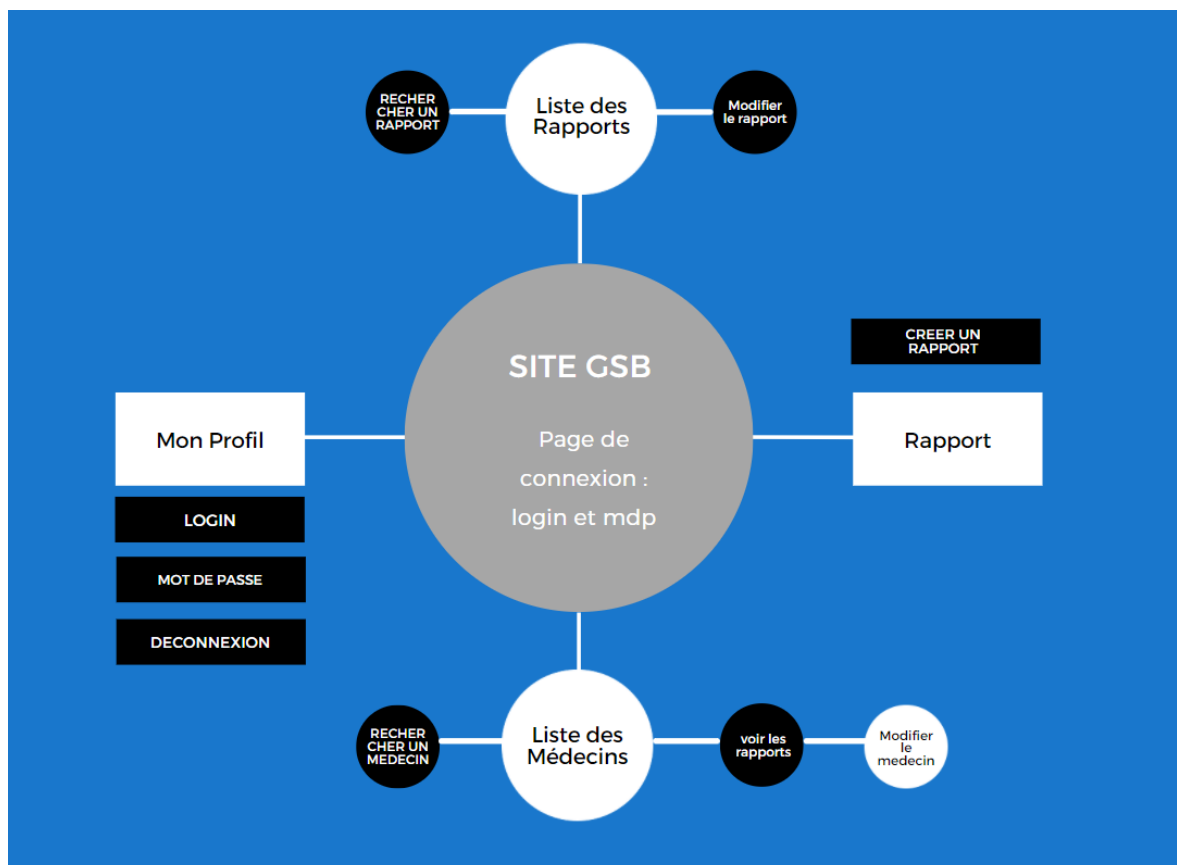 RECHER
CHER UN
RAPPORT
Liste des
Rapports
Modifier
le rapport
SITE GSB
Page de
connexion :
login et mdp
CREER UN
RAPPORT
Mon Profil
Rapport
LOGIN
MOT DE PASSE
DECONNEXION
RECHER
CHER UN
MEDECIN
Liste des
Médecins
voir les
rapports
Modifier
le
medecin